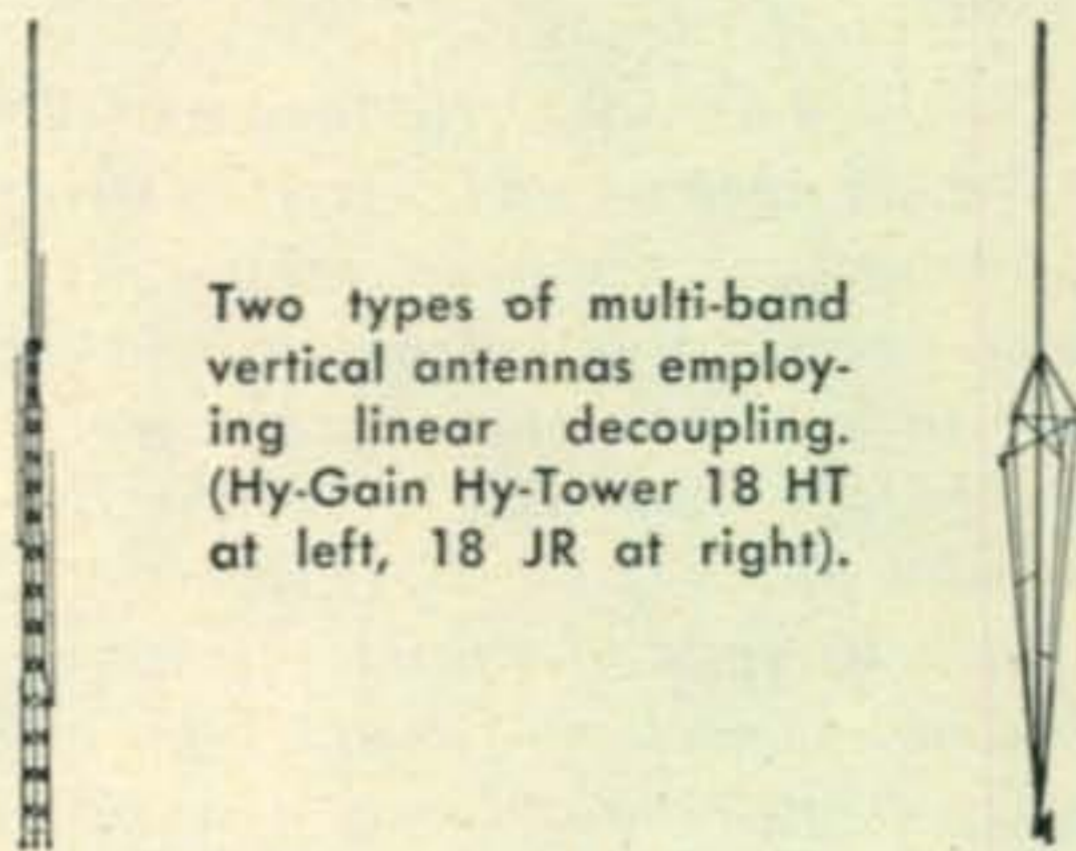 Two types of multi-band
vertical antennas employ-
ing linear decoupling.
(Hy-Gain Hy-Tower 18 HT
at left, 18 JR at right).